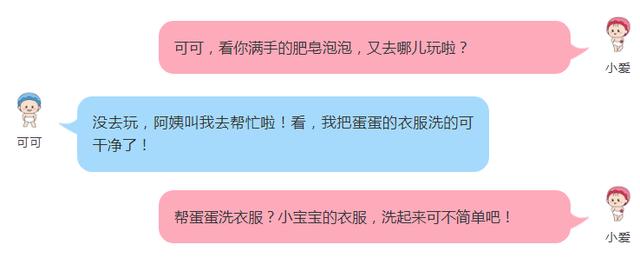 可可，看你满手的肥皂泡泡，又去哪儿玩啦？
小爱
没去玩，阿姨叫我去帮忙啦！看，我把蛋蛋的衣服洗的可
干净了！
可可
帮蛋蛋洗衣服？小宝宝的衣服，洗起来可不简单吧！
小爱